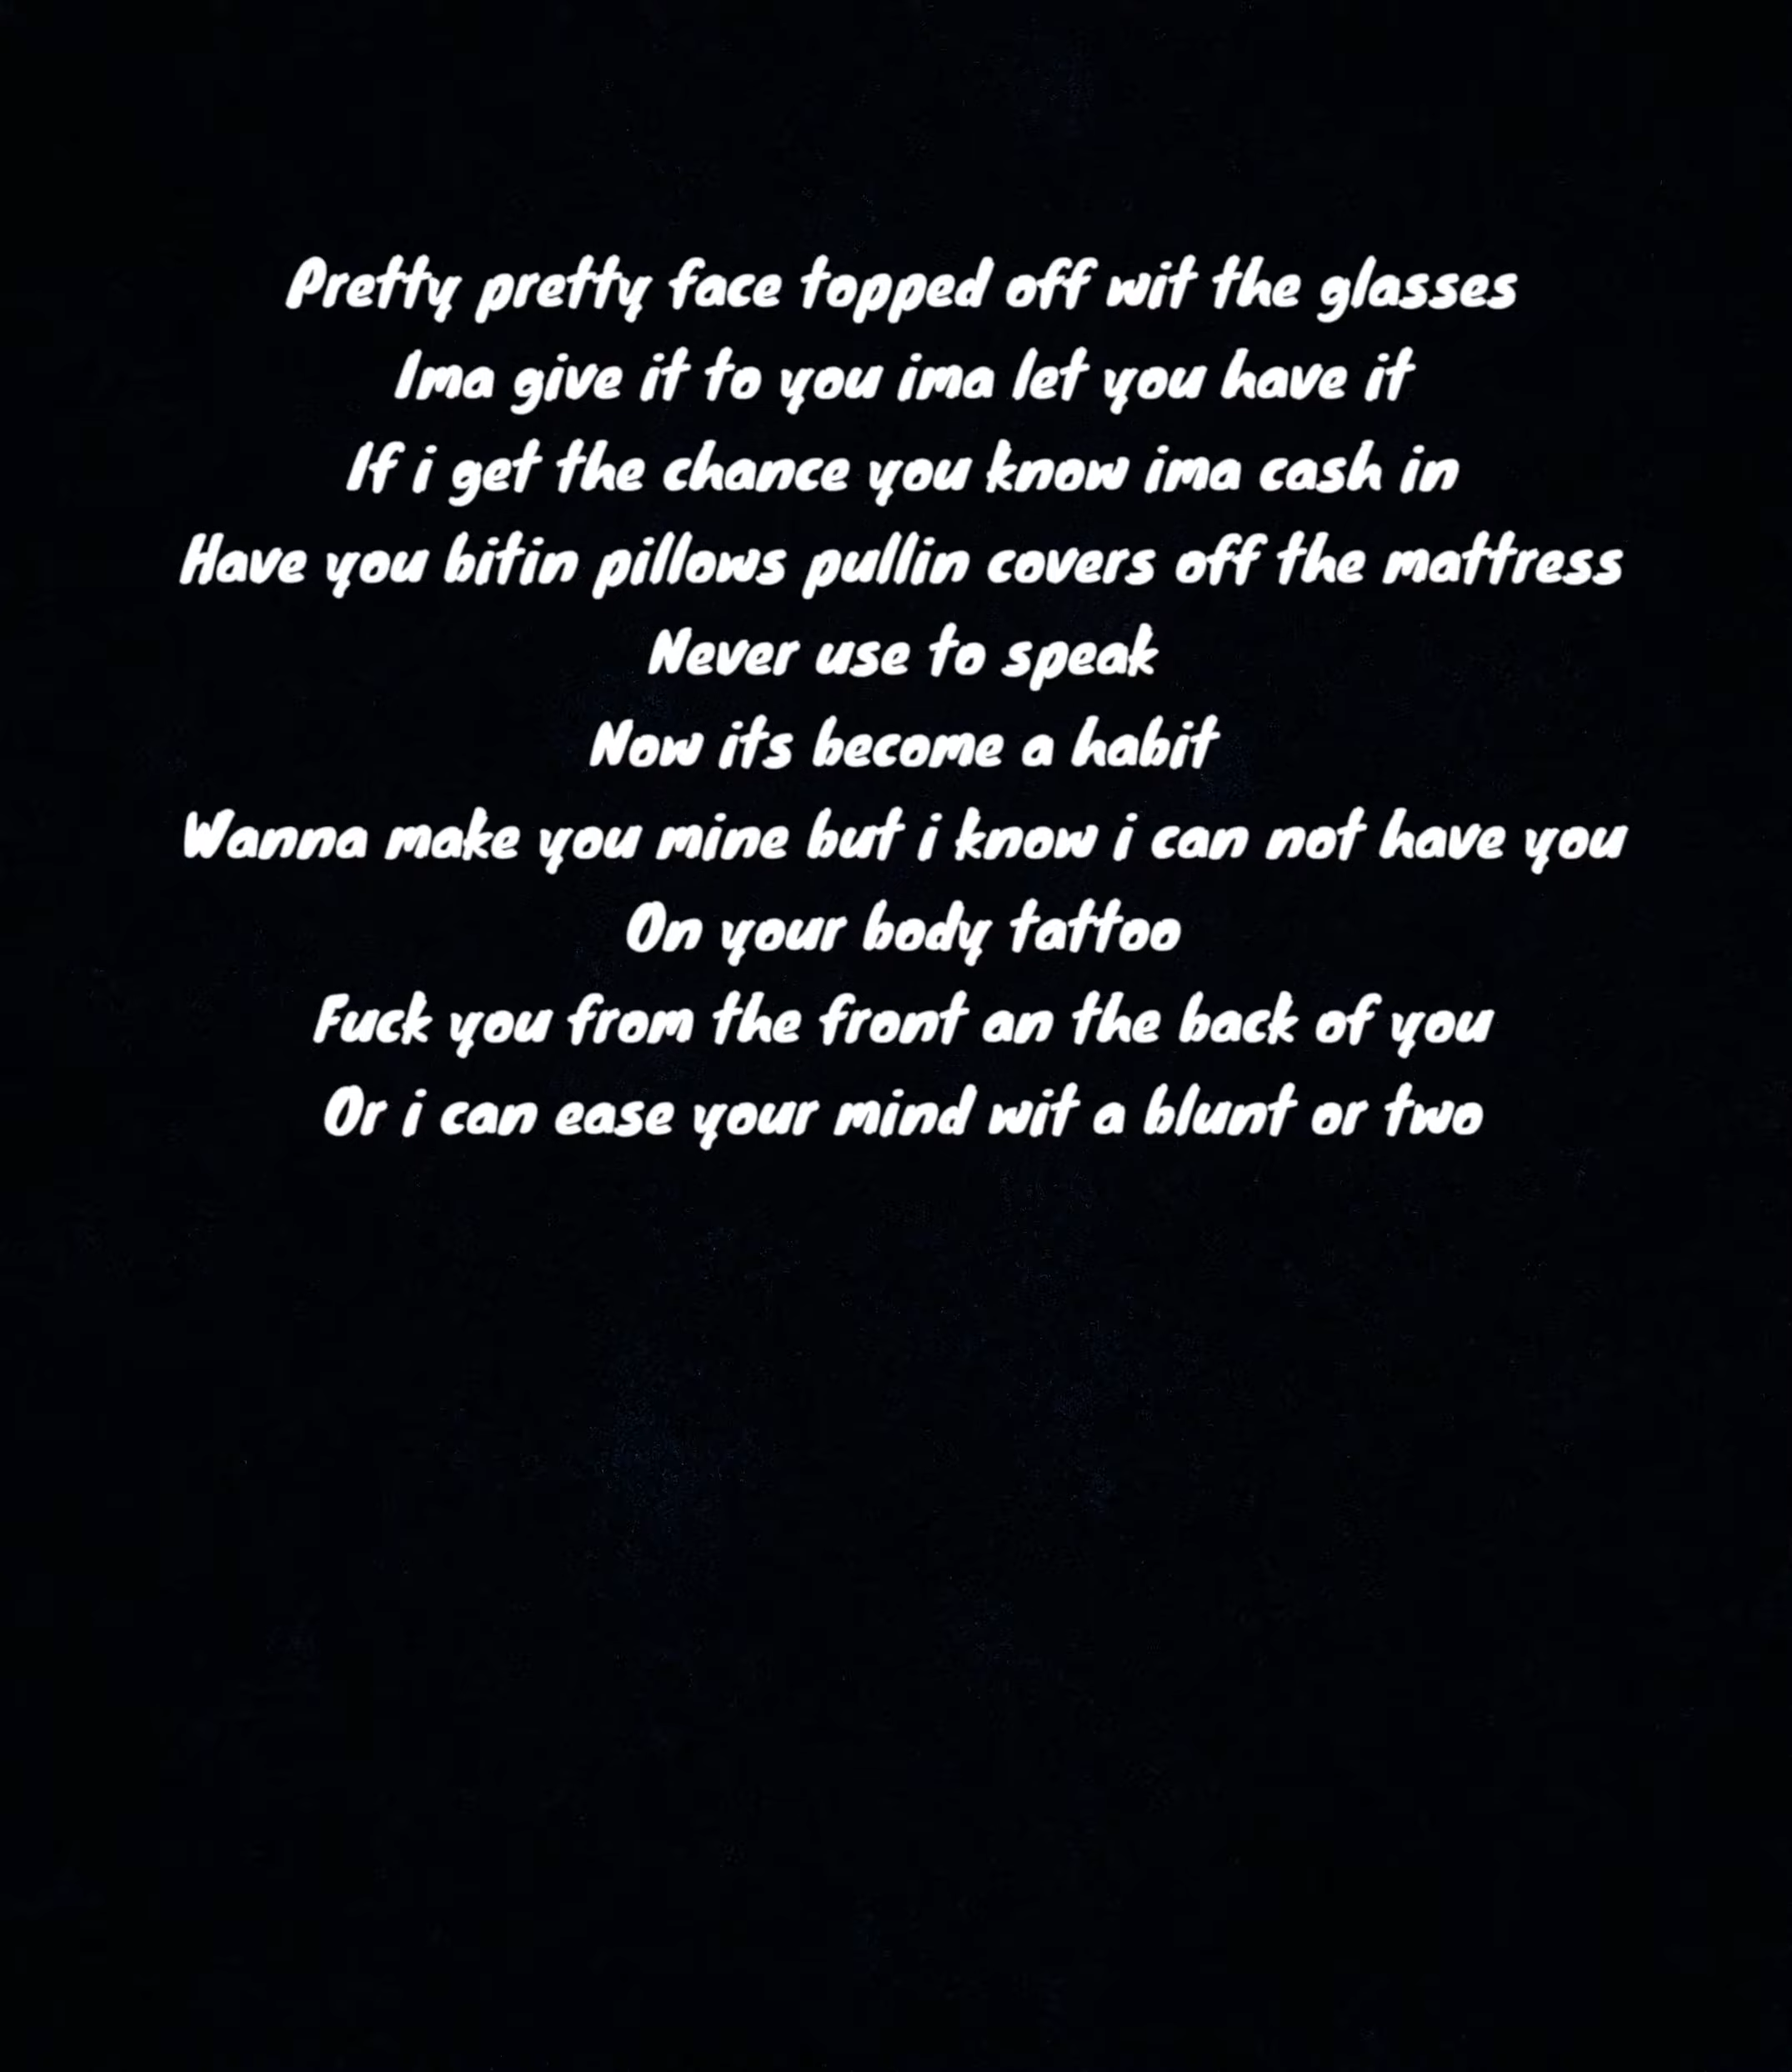 Pretty pretty face topped off wit the glasses
Ima give it to you ima let you have it
If i get the chance you know ima cash in
Have you bitin pillows pullin covers off the mattress
Never use to speak
Now its become a habit
Wanna make you mine but i know i can not have you
On your body tattoo
Fuck you from the front an the back of you
Or i can ease your mind wit a blunt or two